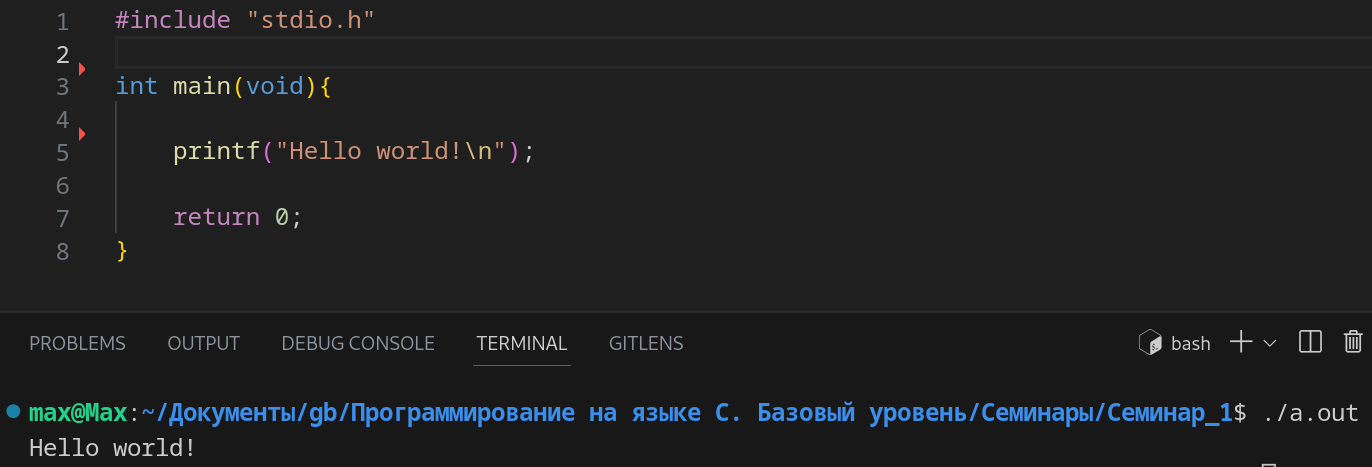 1 #include "stdio.h"
2
3 int main(void){
4
5     printf("Hello world!\n");
6
7     return 0;
8 }
PROBLEMS OUTPUT DEBUG CONSOLE TERMINAL GITLENS bash
max@Max:~/Документы/gb/Программирование на языке С. Базовый уровень/Семинары/Семинар_1$ ./a.out
Hello world!